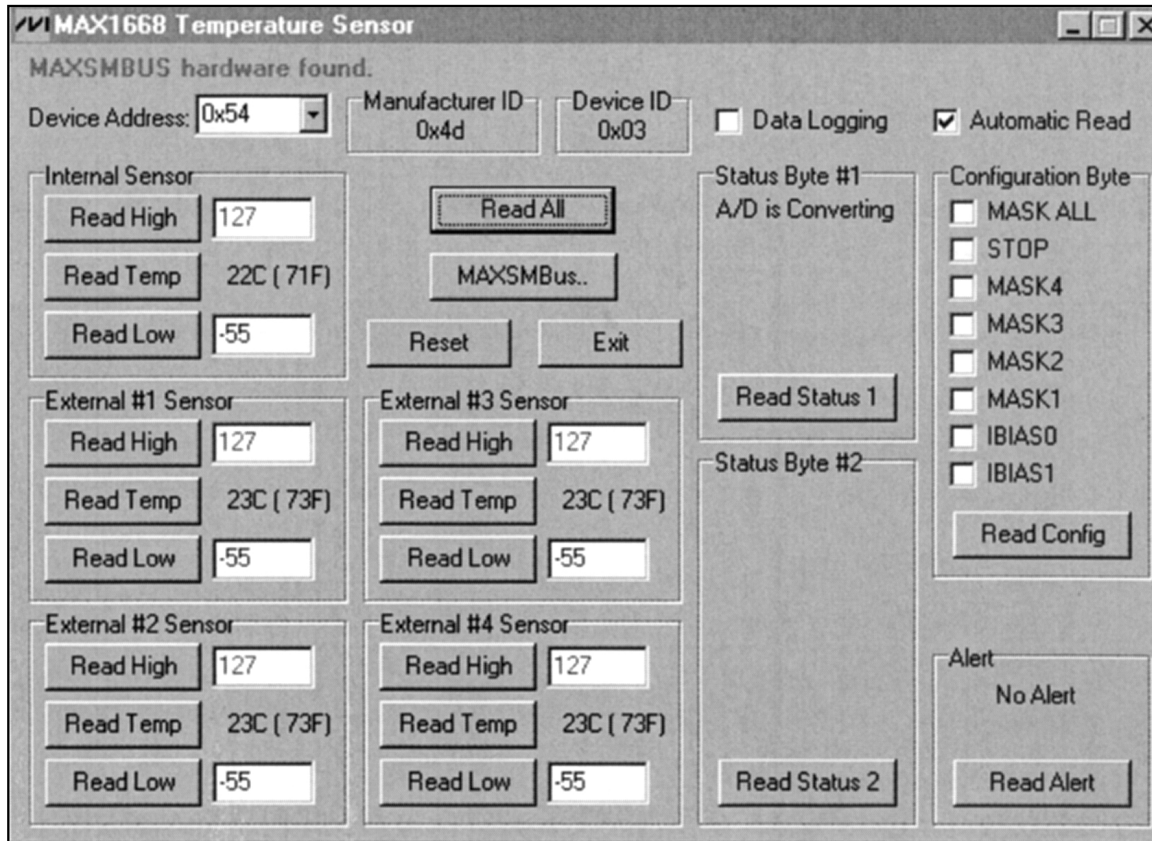 MAX1668 Temperature Sensor
MAXSMBUS hardware found.
Device Address: 0x54
Manufacturer ID
0x4d
Device ID
0x03
Data Logging
Automatic Read
Internal Sensor
Read High 127
Read Temp 22C (71F)
Read Low -55
Read All
MAXSMBus..
Reset
Exit
External #1 Sensor
Read High 127
Read Temp 23C (73F)
Read Low -55
External #3 Sensor
Read High 127
Read Temp 23C (73F)
Read Low -55
External #2 Sensor
Read High 127
Read Temp 23C (73F)
Read Low -55
External #4 Sensor
Read High 127
Read Temp 23C (73F)
Read Low -55
Status Byte #1
A/D is Converting
Read Status 1
Status Byte #2
Read Status 2
Configuration Byte
MASK ALL
STOP
MASK4
MASK3
MASK2
MASK1
IBIAS0
IBIAS1
Read Config
Alert
No Alert
Read Alert